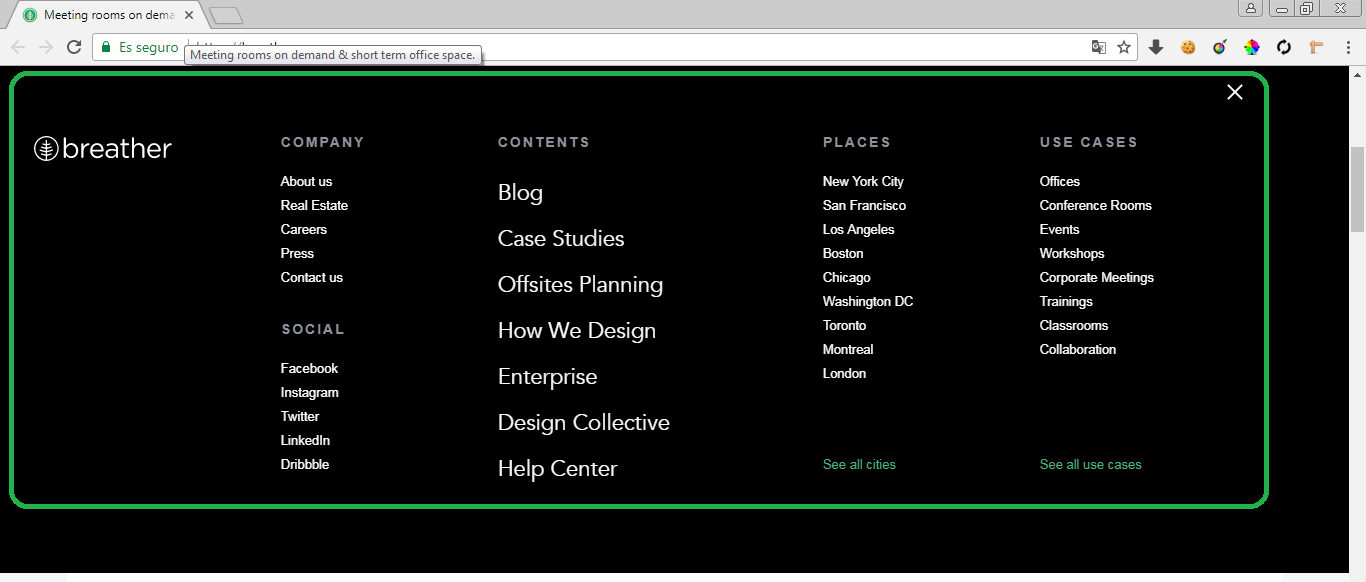 Meeting rooms on dema
Es seguro
Meeting rooms on demand & short term office space.
breather
COMPANY
About us
Real Estate
Careers
Press
Contact us
SOCIAL
Facebook
Instagram
Twitter
LinkedIn
Dribbble
CONTENTS
Blog
Case Studies
Offsites Planning
How We Design
Enterprise
Design Collective
Help Center
PLACES
New York City
San Francisco
Los Angeles
Boston
Chicago
Washington DC
Toronto
Montreal
London
See all cities
USE CASES
Offices
Conference Rooms
Events
Workshops
Corporate Meetings
Trainings
Classrooms
Collaboration
See all use cases